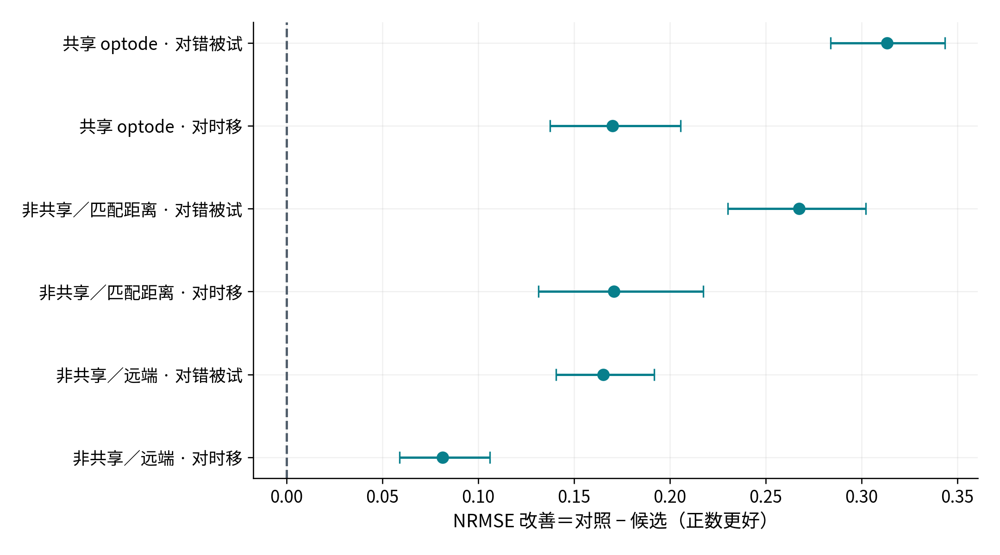 共享 optode · 对错被试
共享 optode · 对时移
非共享／匹配距离 · 对错被试
非共享／匹配距离 · 对时移
非共享／远端 · 对错被试
非共享／远端 · 对时移
0.00 0.05 0.10 0.15 0.20 0.25 0.30 0.35
NRMSE 改善＝对照 − 候选（正数更好）